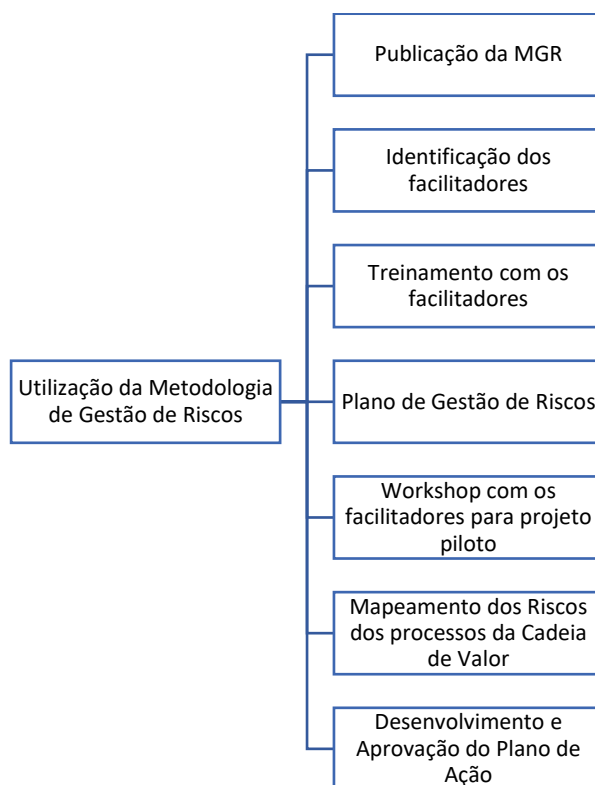 Publicação da MGR
Identificação dos
facilitadores
Treinamento com os
facilitadores
Utilização da Metodologia
de Gestão de Riscos
Plano de Gestão de Riscos
Workshop com os
facilitadores para projeto
piloto
Mapeamento dos Riscos
dos processos da Cadeia
de Valor
Desenvolvimento e
Aprovação do Plano de
Ação